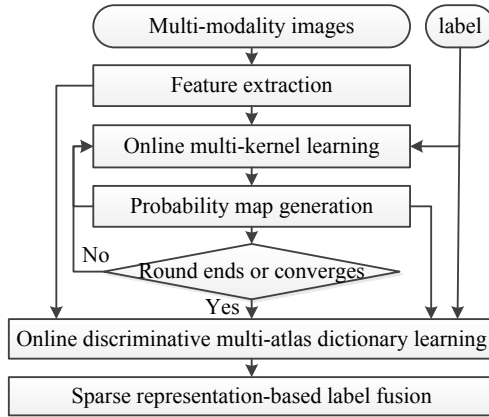 Multi-modality images
label
Feature extraction
Online multi-kernel learning
Probability map generation
No
Round ends or converges
Yes
Online discriminative multi-atlas dictionary learning
Sparse representation-based label fusion